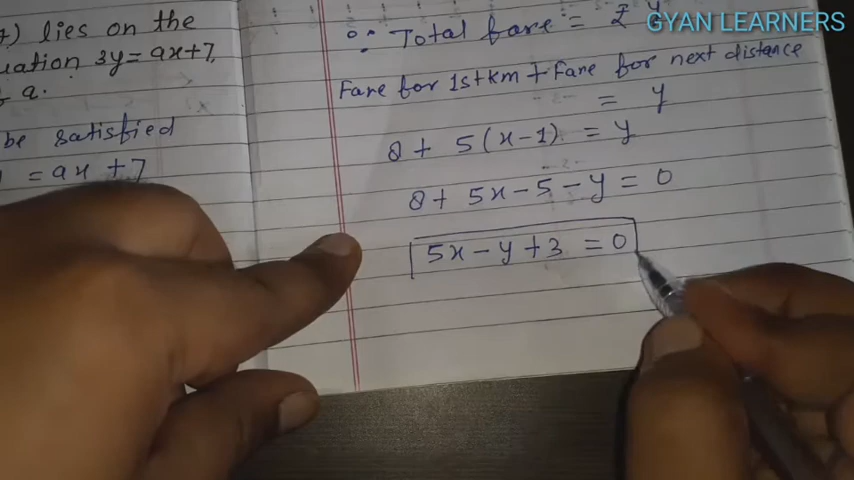 7) lies on the
uation 3y = ax+7,
a.
be satisfied
= ax + 7
∴ Total fare = ₹ y
GYAN LEARNERS
Fare for 1st km + Fare for next distance
= y
8 + 5(x-1) = y
8 + 5x - 5 - y = 0
5x - y + 3 = 0